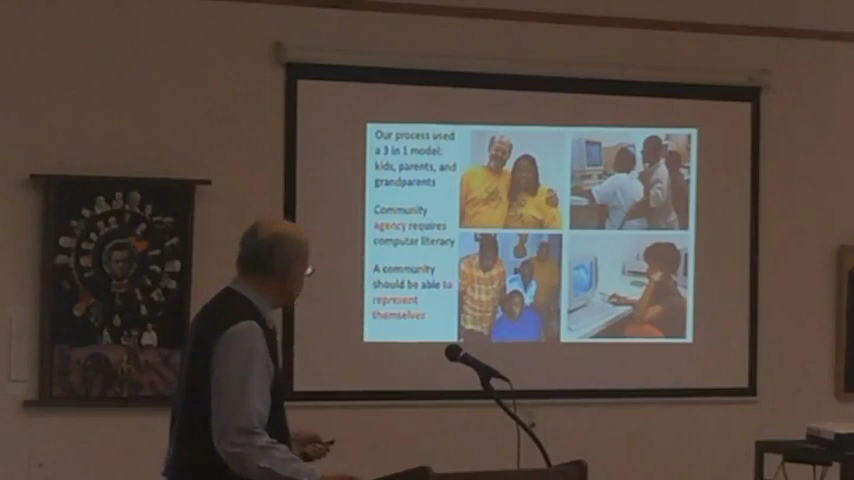 Our process used
a 3 in 1 model:
kids, parents, and
grandparents
Community
agency requires
computer literacy
A community
should be able to
represent
themselves